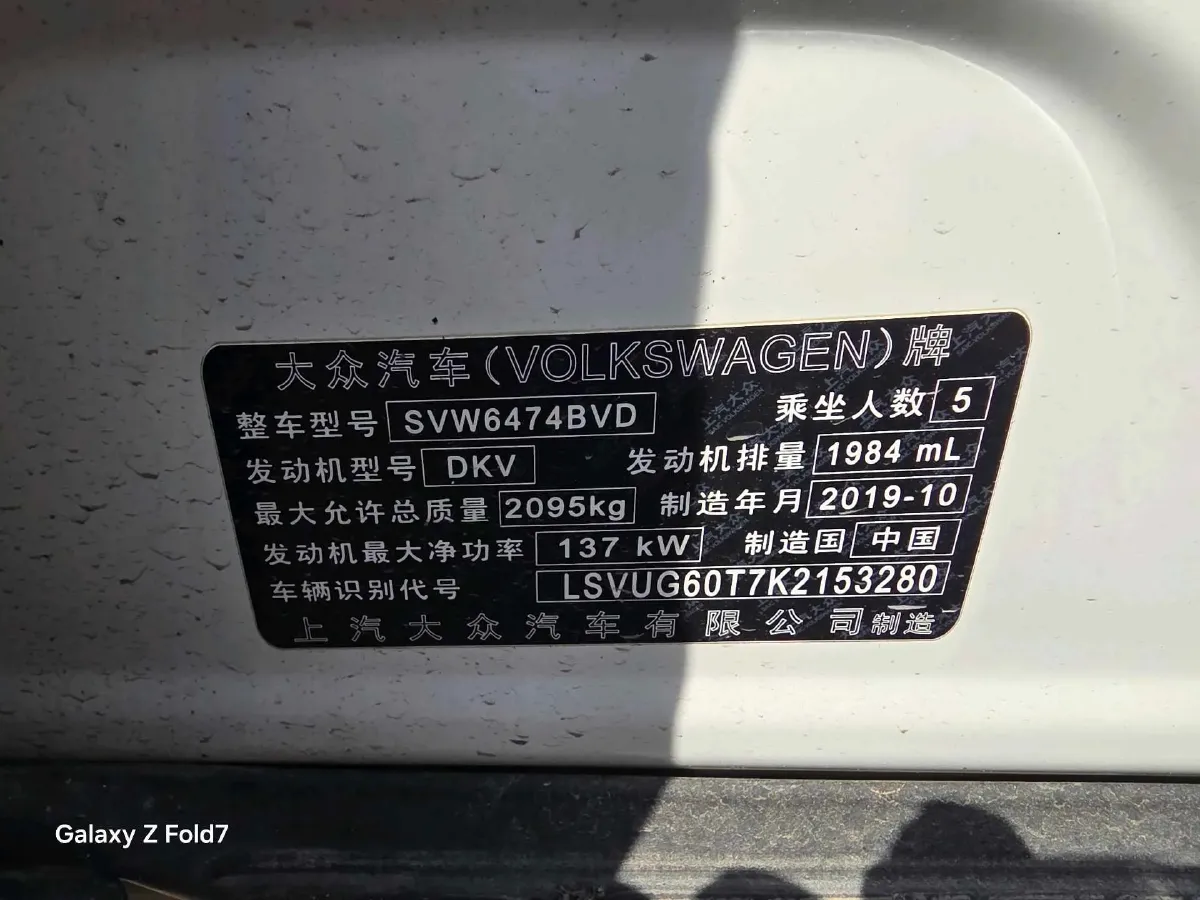 大众汽车(VOLKSWAGEN)牌
整车型号 SVW6474BVD 乘坐人数 5
发动机型号 DKV 发动机排量 1984 mL
最大允许总质量 2095kg 制造年月 2019-10
发动机最大净功率 137 kW 制造国 中国
车辆识别代号 LSVUG60T7K2153280
上汽大众汽车有限公司制造
Galaxy Z Fold7